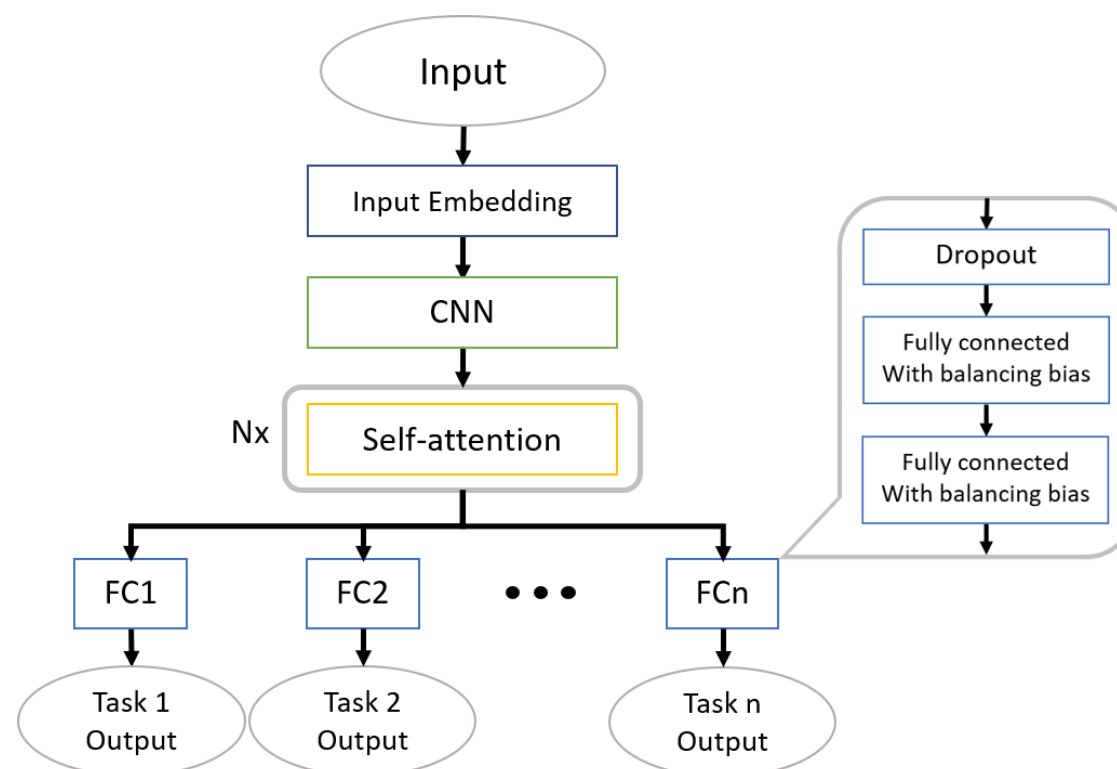 Input
Input Embedding
CNN
Nx
Self-attention
FC1
FC2
•••
FCn
Task 1
Output
Task 2
Output
Task n
Output
Dropout
Fully connected
With balancing bias
Fully connected
With balancing bias